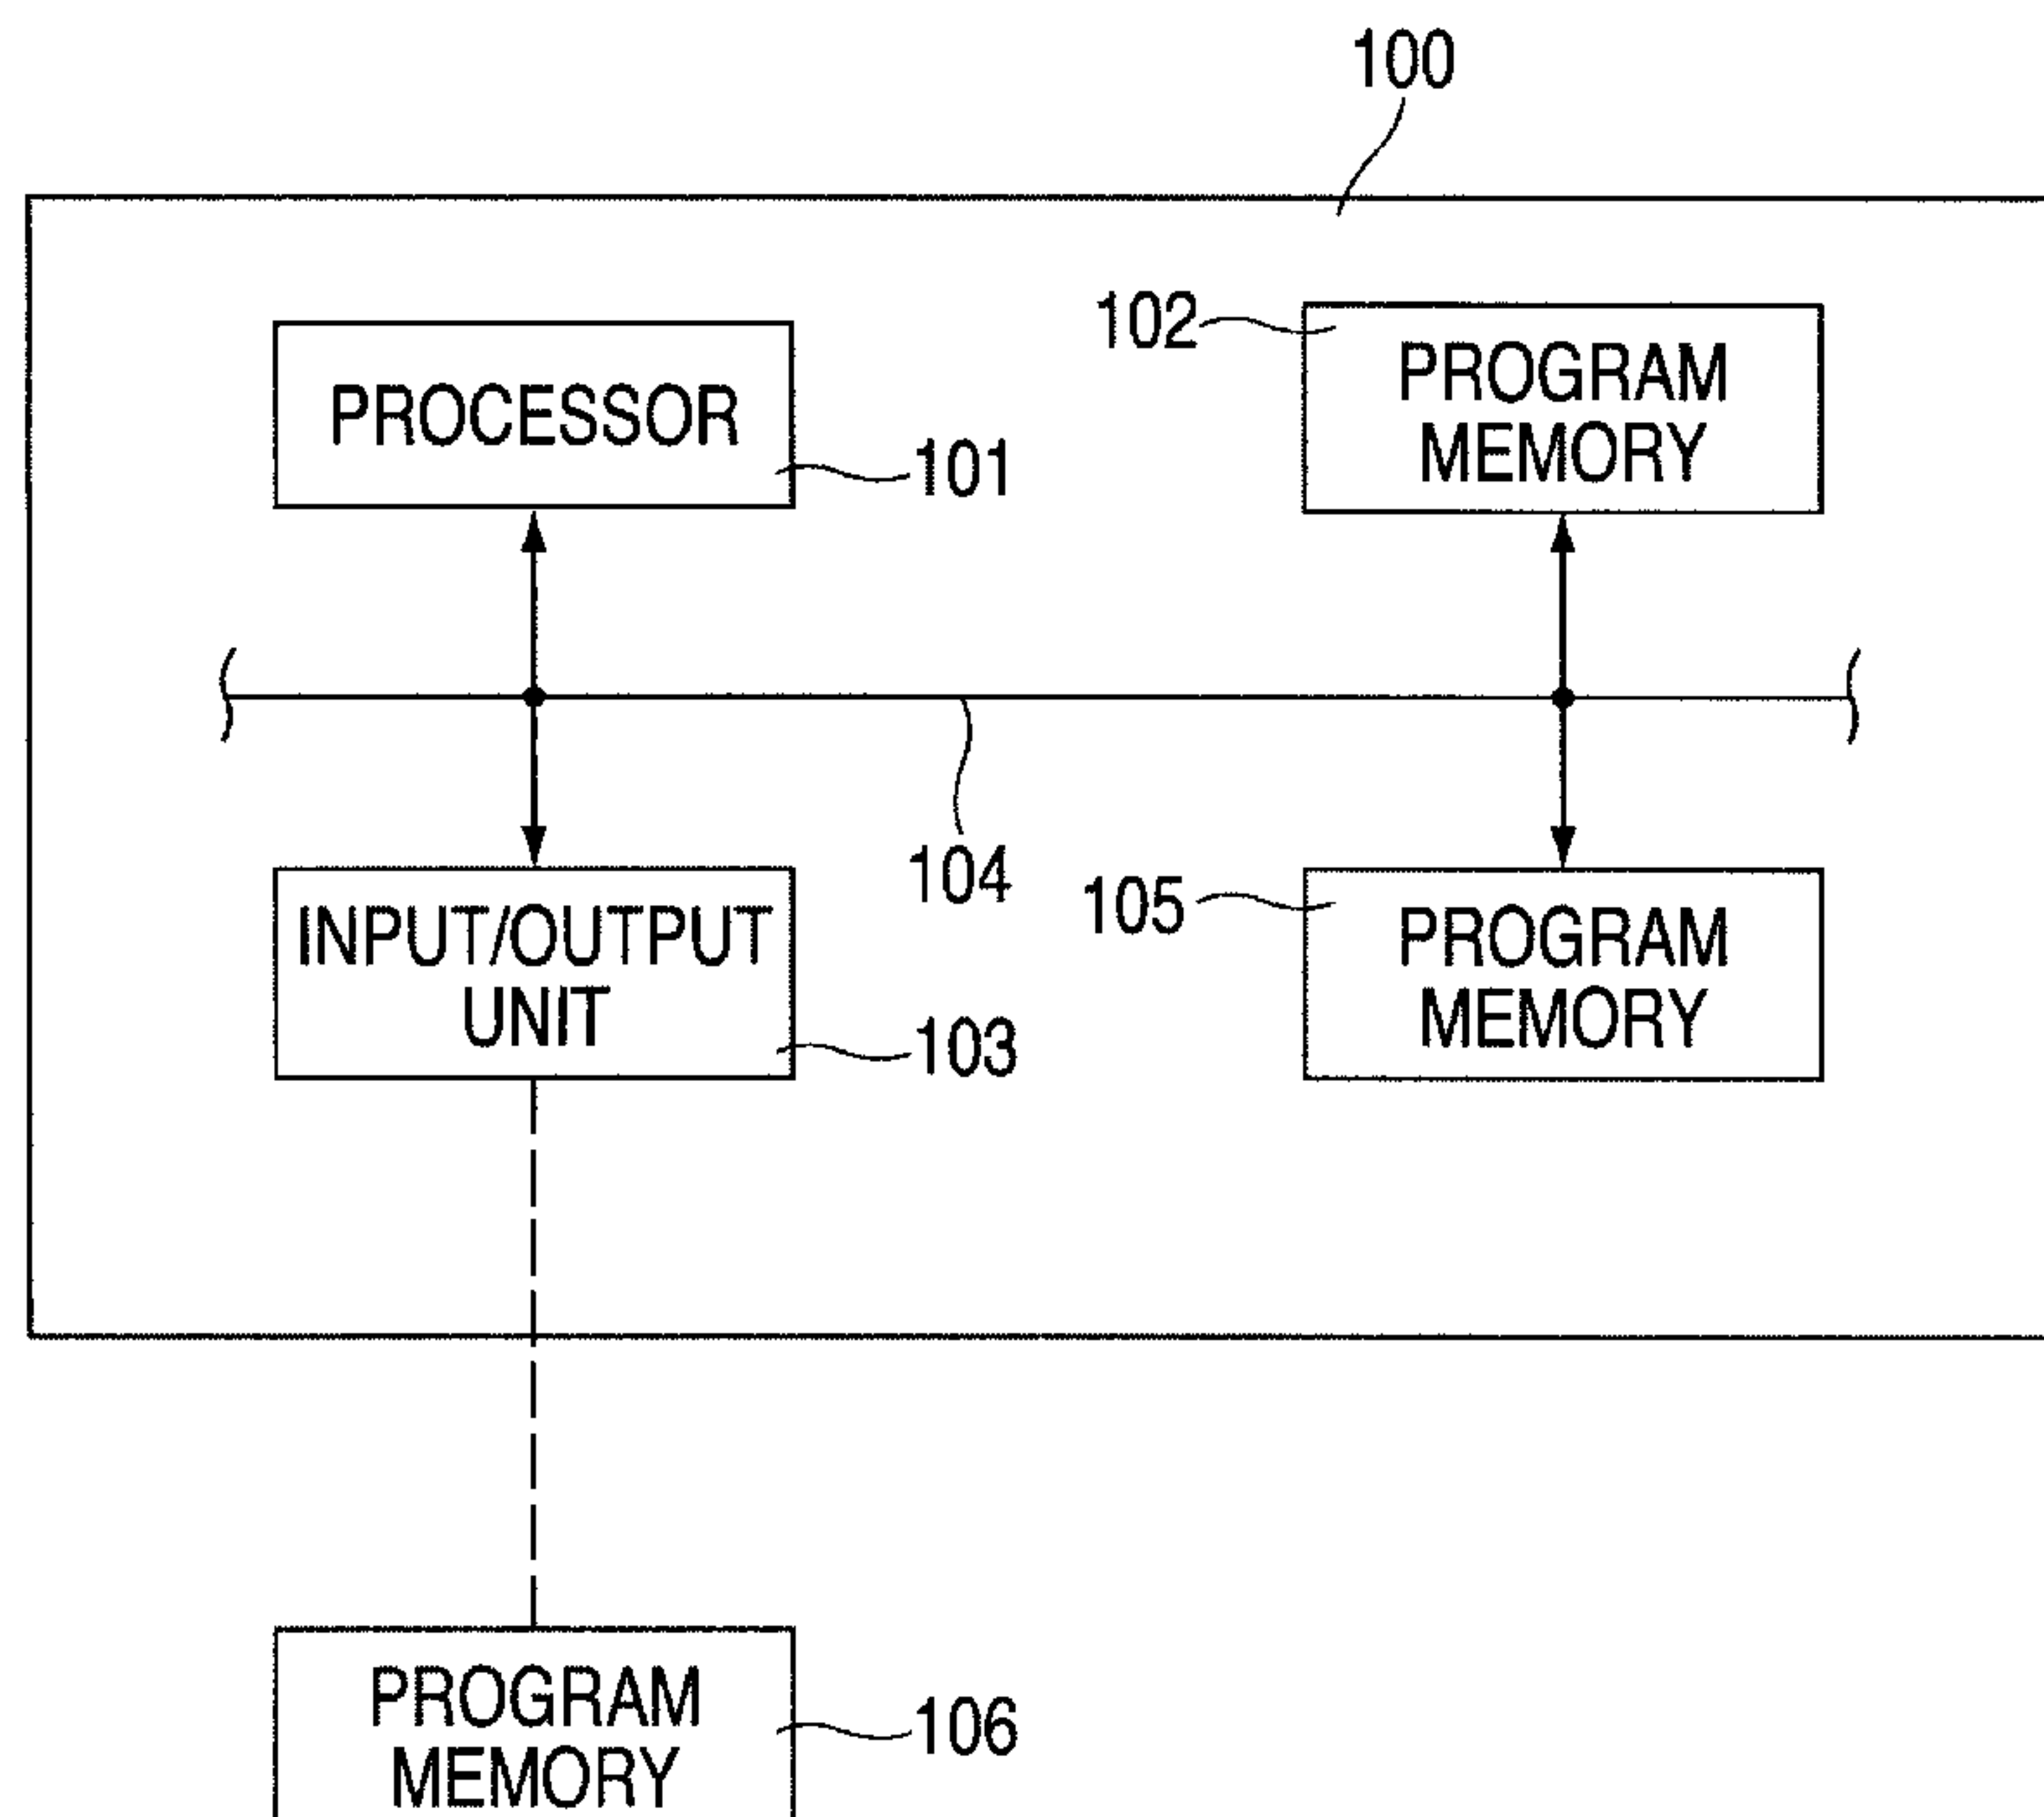 100
102
PROGRAM
MEMORY
PROCESSOR
101
104
105
INPUT/OUTPUT
UNIT
103
PROGRAM
MEMORY
PROGRAM
MEMORY
106